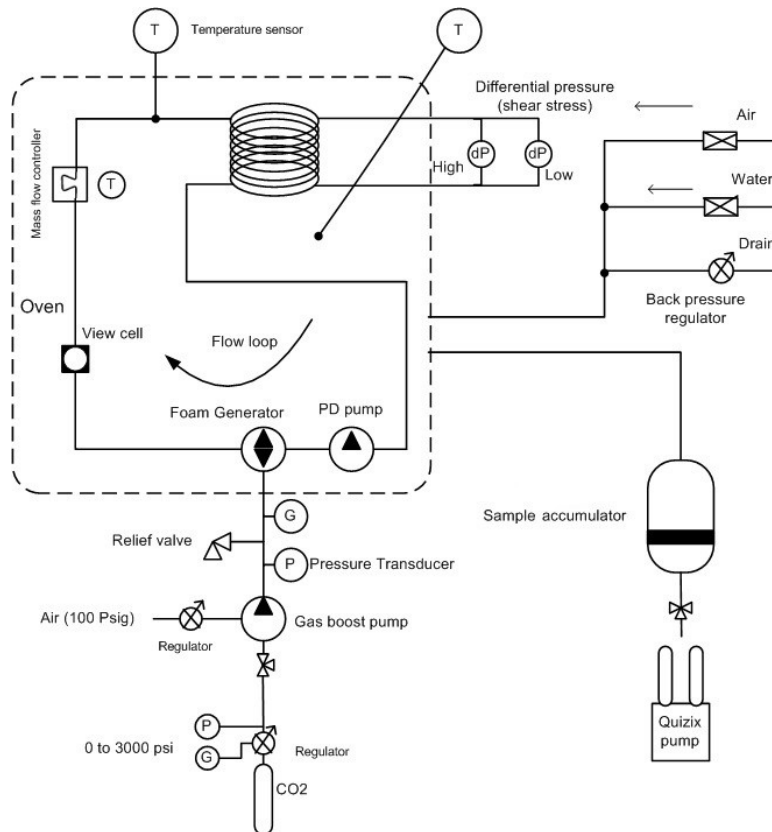 T
Temperature sensor
T
Differential pressure
(shear stress)
Air
Mass flow controller
T
dP
dP
High
Low
Water
Drain
Oven
Back pressure
regulator
View cell
Flow loop
Foam Generator
PD pump
G
Sample accumulator
Relief valve
P
Pressure Transducer
Air (100 Psig)
Regulator
Gas boost pump
P
0 to 3000 psi
G
Regulator
Quizix
pump
CO2